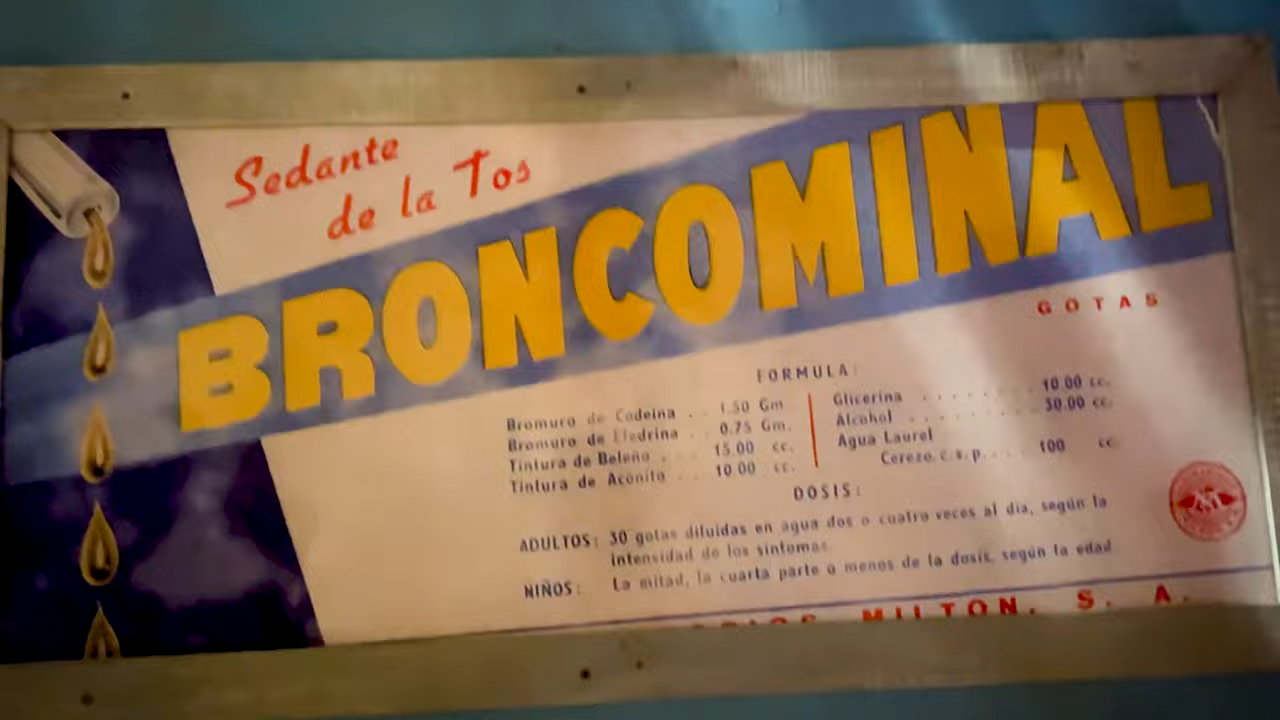 Sedante
de la Tos
BRONCOMINAL
GOTAS
FORMULA:
Bromuro de Codeina . . 1.50 Gm
Bromuro de Efedrina . . 0.75 Gm.
Tintura de Beleño . . . 15.00 cc.
Tintura de Aconito . . 10.00 cc.
Glicerina . . . . . . . 10.00 cc.
Alcohol . . . . . . . . 30.00 cc.
Agua Laurel
Cerezo, c. s. p. . . . 100 cc
DOSIS:
ADULTOS: 30 gotas diluidas en agua dos o cuatro veces al dia, según la
intensidad de los sintomas
NIÑOS: La mitad, la cuarta parte o menos de la dosis, según la edad
MILTON, S. A.